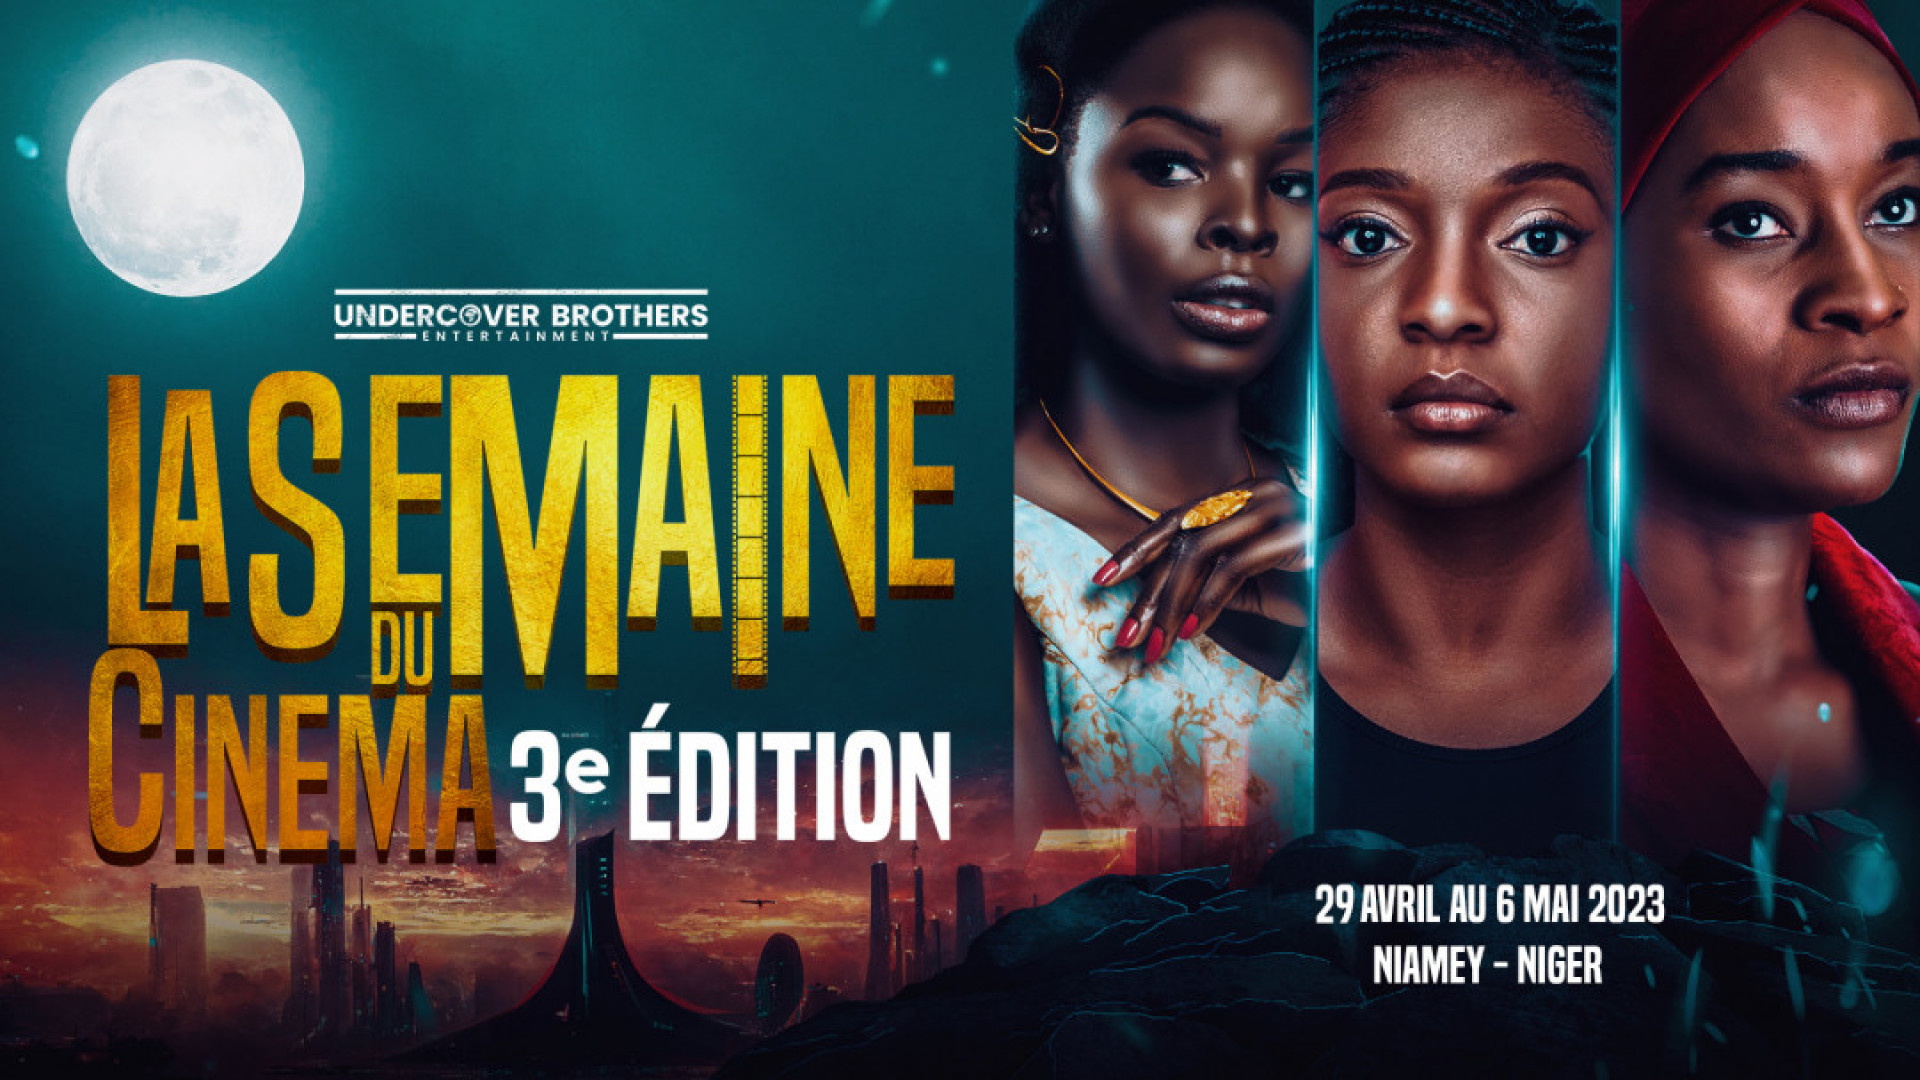 UNDERCOVER BROTHERS
ENTERTAINMENT
LA SEMAINE
DU
CINEMA
3e ÉDITION
29 AVRIL AU 6 MAI 2023
NIAMEY - NIGER